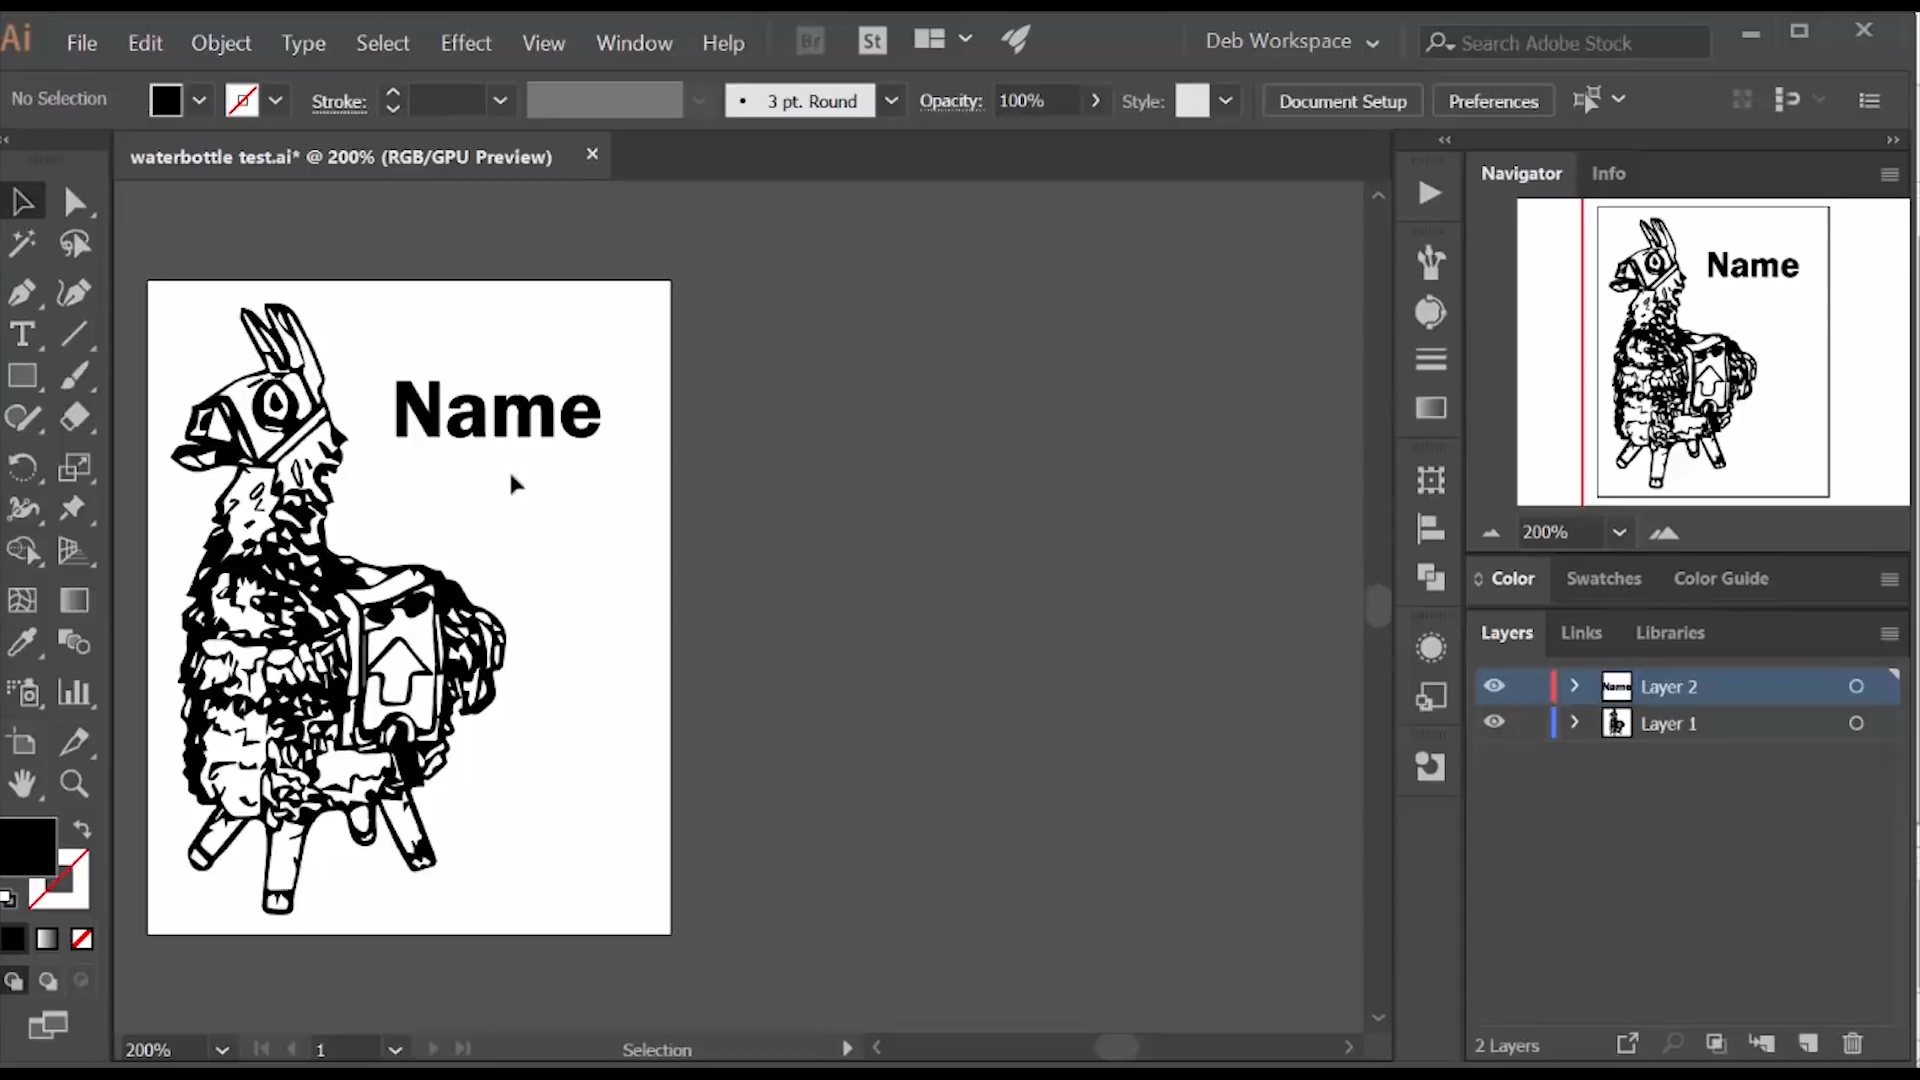 Ai File Edit Object Type Select Effect View Window Help Br St Deb Workspace Search Adobe Stock
No Selection Stroke: 3 pt. Round Opacity: 100% Style: Document Setup Preferences
waterbottle test.ai* @ 200% (RGB/GPU Preview)
Navigator Info
Name
Name
200%
Color Swatches Color Guide
Layers Links Libraries
Name Layer 2
Layer 1
200% 1 Selection
2 Layers